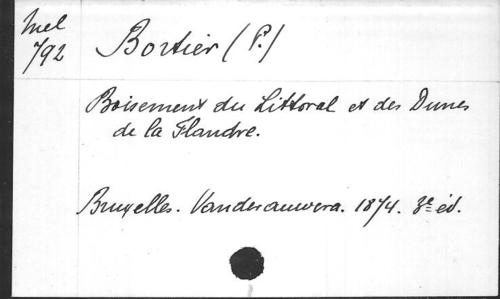 Mel
792
Bortier (P.)
Boisement du Littoral et des Dunes
de la Flandre.
Bruxelles. Vanderauwera. 1874. 3e éd.